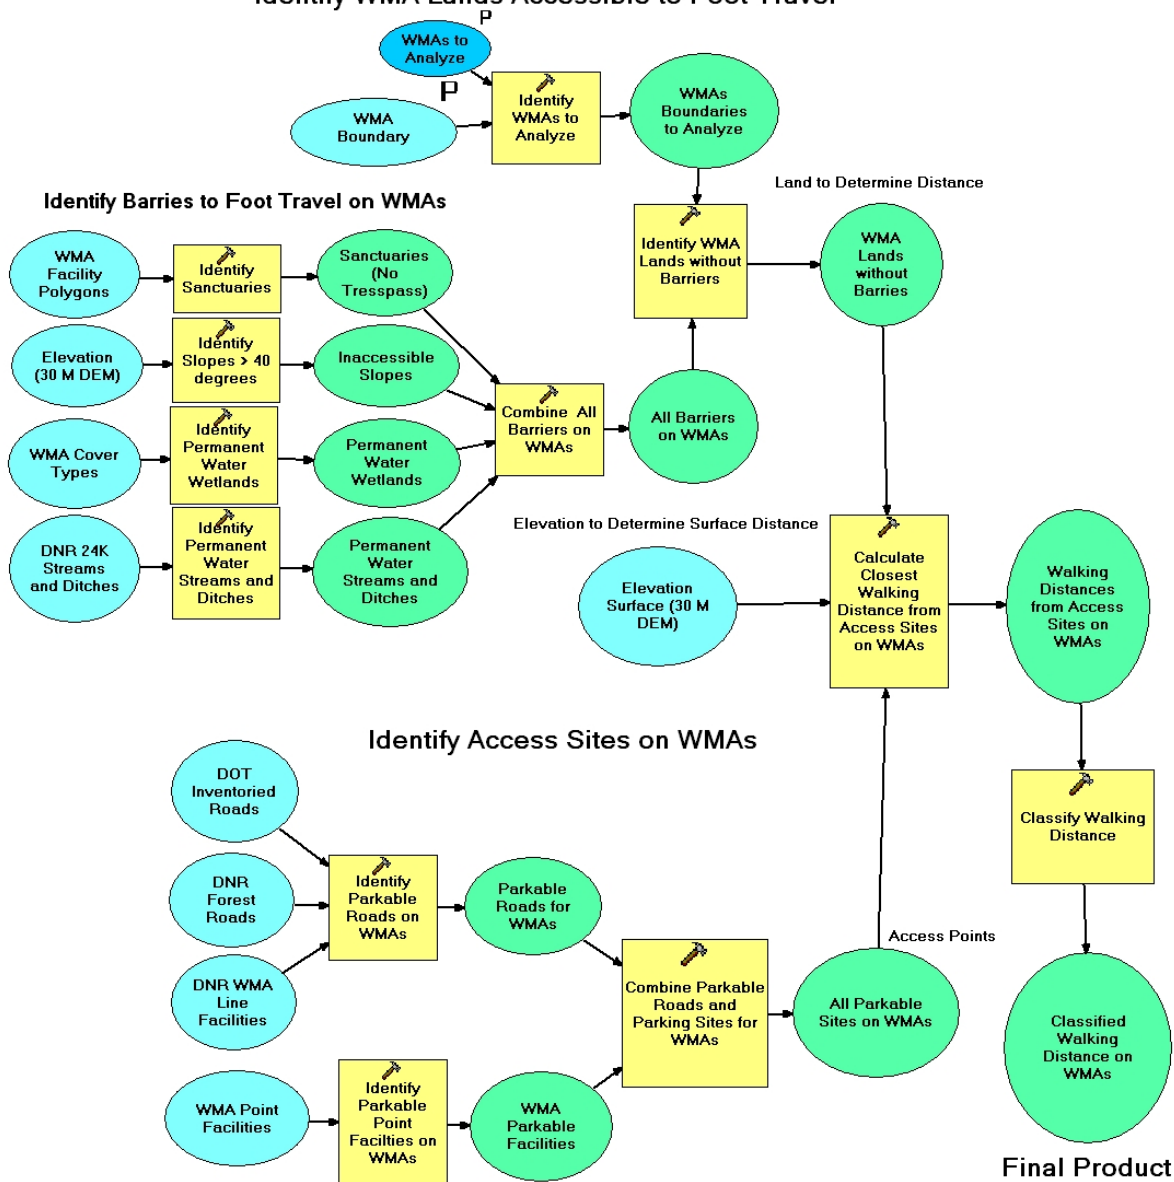 Identify WMA Lands Accessible to Foot Travel
P
WMAs to
Analyze
P
WMA
Boundary
Identify
WMAs to
Analyze
WMAs
Boundaries
to Analyze
Land to Determine Distance
Identify Barries to Foot Travel on WMAs
WMA
Facility
Polygons
Identify
Sanctuaries
Sanctuaries
(No
Tresspass)
Identify WMA
Lands without
Barriers
WMA
Lands
without
Barries
Elevation
(30 M DEM)
Identify
Slopes > 40
degrees
Inaccessible
Slopes
Combine All
Barriers on
WMAs
All Barriers
on WMAs
WMA Cover
Types
Identify
Permanent
Water
Wetlands
Permanent
Water
Wetlands
DNR 24K
Streams
and Ditches
Identify
Permanent
Water
Streams and
Ditches
Permanent
Water
Streams and
Ditches
Elevation to Determine Surface Distance
Elevation
Surface (30 M
DEM)
Calculate
Closest
Walking
Distance from
Access Sites
on WMAs
Walking
Distances
from Access
Sites on
WMAs
Identify Access Sites on WMAs
DOT
Inventoried
Roads
Classify Walking
Distance
DNR
Forest
Roads
Identify
Parkable
Roads on
WMAs
Parkable
Roads for
WMAs
Access Points
DNR WMA
Line
Facilities
Combine Parkable
Roads and
Parking Sites for
WMAs
All Parkable
Sites on WMAs
Classified
Walking
Distance on
WMAs
WMA Point
Facilities
Identify
Parkable
Point
Facilties on
WMAs
WMA
Parkable
Facilities
Final Product